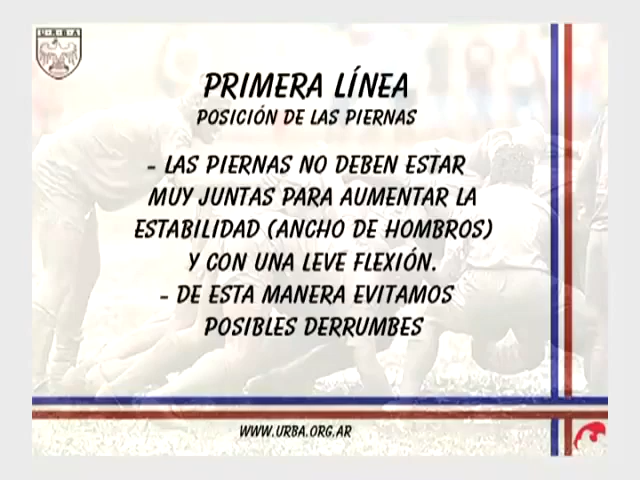 U·R·B·A
PRIMERA LÍNEA
POSICIÓN DE LAS PIERNAS
- LAS PIERNAS NO DEBEN ESTAR
MUY JUNTAS PARA AUMENTAR LA
ESTABILIDAD (ANCHO DE HOMBROS)
Y CON UNA LEVE FLEXIÓN.
- DE ESTA MANERA EVITAMOS
POSIBLES DERRUMBES
WWW.URBA.ORG.AR